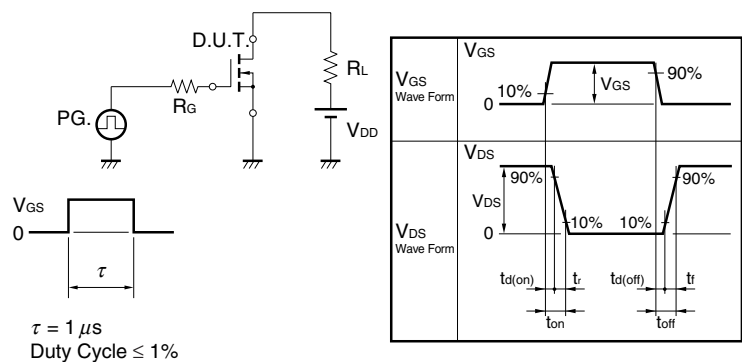 D.U.T.
RL
RG
PG.
VDD
VGS
0
τ
τ = 1 μs
Duty Cycle ≤ 1%
VGS
Wave Form
VGS
10%
VGS
90%
0
VDS
Wave Form
VDS
90%
VDS
10%
10%
90%
0
td(on)
tr
td(off)
tf
ton
toff